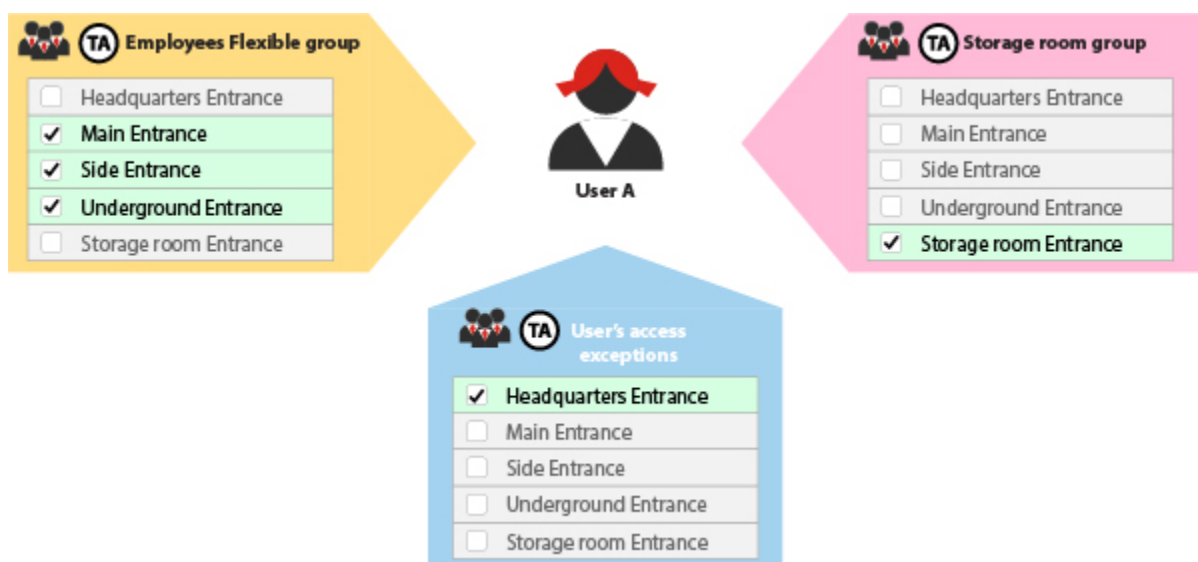 TA Employees Flexible group
Headquarters Entrance
Main Entrance
Side Entrance
Underground Entrance
Storage room Entrance
User A
TA Storage room group
Headquarters Entrance
Main Entrance
Side Entrance
Underground Entrance
Storage room Entrance
TA User's access
exceptions
Headquarters Entrance
Main Entrance
Side Entrance
Underground Entrance
Storage room Entrance